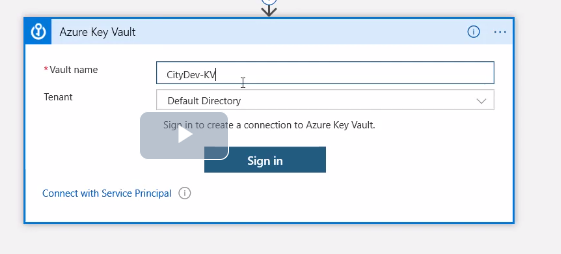 Azure Key Vault
*Vault name
CityDev-KV
Tenant
Default Directory
Sign in to create a connection to Azure Key Vault.
Sign in
Connect with Service Principal